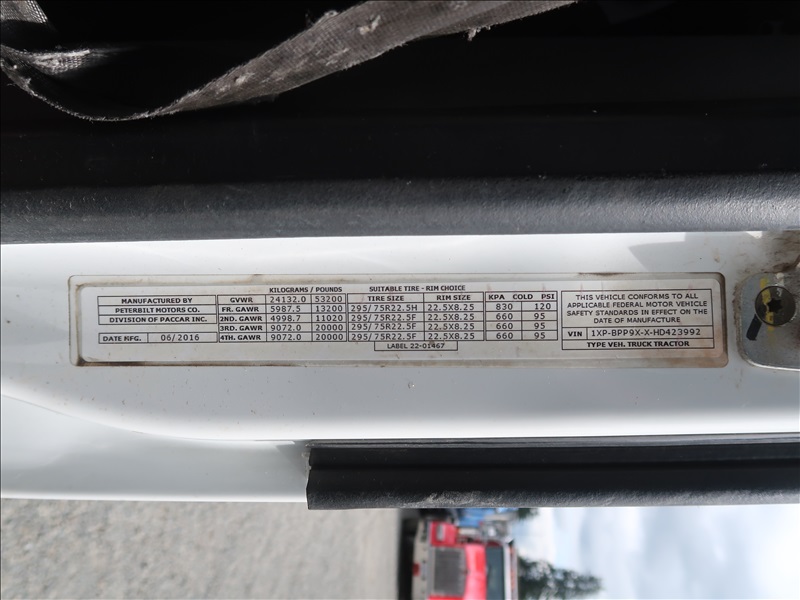 KILOGRAMS / POUNDS SUITABLE TIRE - RIM CHOICE
MANUFACTURED BY GVWR 24132.0 53200 TIRE SIZE RIM SIZE KPA COLD PSI
PETERBILT MOTORS CO. FR. GAWR 5987.5 13200 295/75R22.5H 22.5X8.25 830 120
DIVISION OF PACCAR INC. 2ND. GAWR 4998.7 11020 295/75R22.5F 22.5X8.25 660 95
3RD. GAWR 9072.0 20000 295/75R22.5F 22.5X8.25 660 95
DATE MFG. 06/2016 4TH. GAWR 9072.0 20000 295/75R22.5F 22.5X8.25 660 95
LABEL 22-01467
THIS VEHICLE CONFORMS TO ALL
APPLICABLE FEDERAL MOTOR VEHICLE
SAFETY STANDARDS IN EFFECT ON THE
DATE OF MANUFACTURE
VIN 1XP-BPP9X-X-HD423992
TYPE VEH. TRUCK TRACTOR